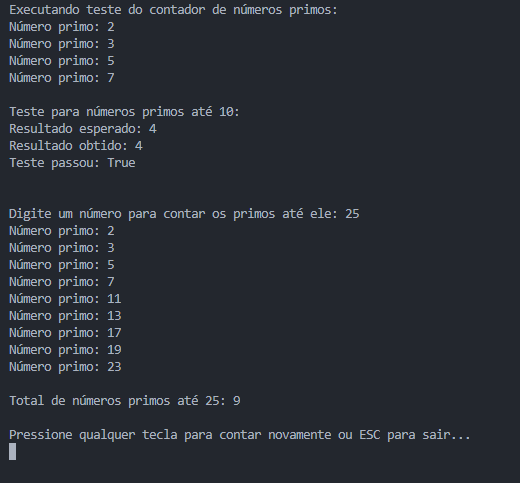 Executando teste do contador de números primos:
Número primo: 2
Número primo: 3
Número primo: 5
Número primo: 7
Teste para números primos até 10:
Resultado esperado: 4
Resultado obtido: 4
Teste passou: True
Digite um número para contar os primos até ele: 25
Número primo: 2
Número primo: 3
Número primo: 5
Número primo: 7
Número primo: 11
Número primo: 13
Número primo: 17
Número primo: 19
Número primo: 23
Total de números primos até 25: 9
Pressione qualquer tecla para contar novamente ou ESC para sair...